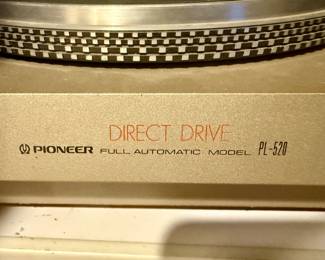 DIRECT DRIVE
PIONEER FULL AUTOMATIC MODEL PL-520